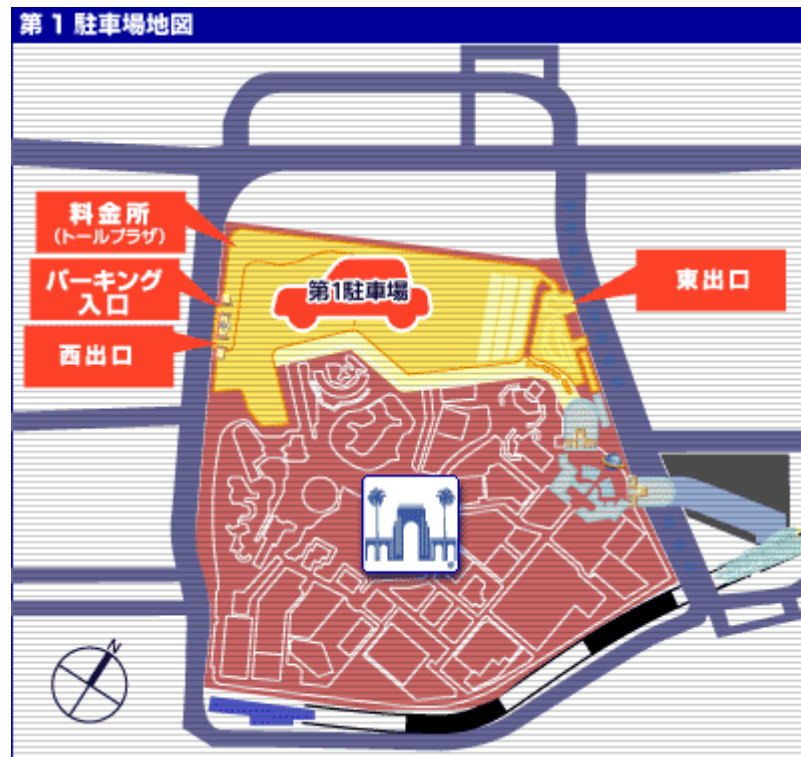 第1駐車場地図
料金所
(トールプラザ)
パーキング
入口
西出口
第1駐車場
東出口
N